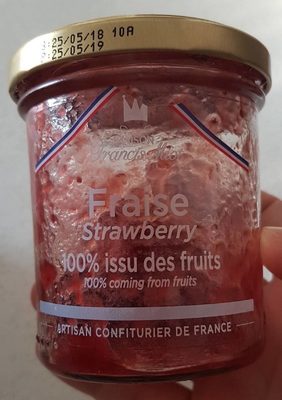 25/05/18 10A
25/05/19
Fraise
Strawberry
100% issu des fruits
100% coming from fruits
ARTISAN CONFITURIER DE FRANCE